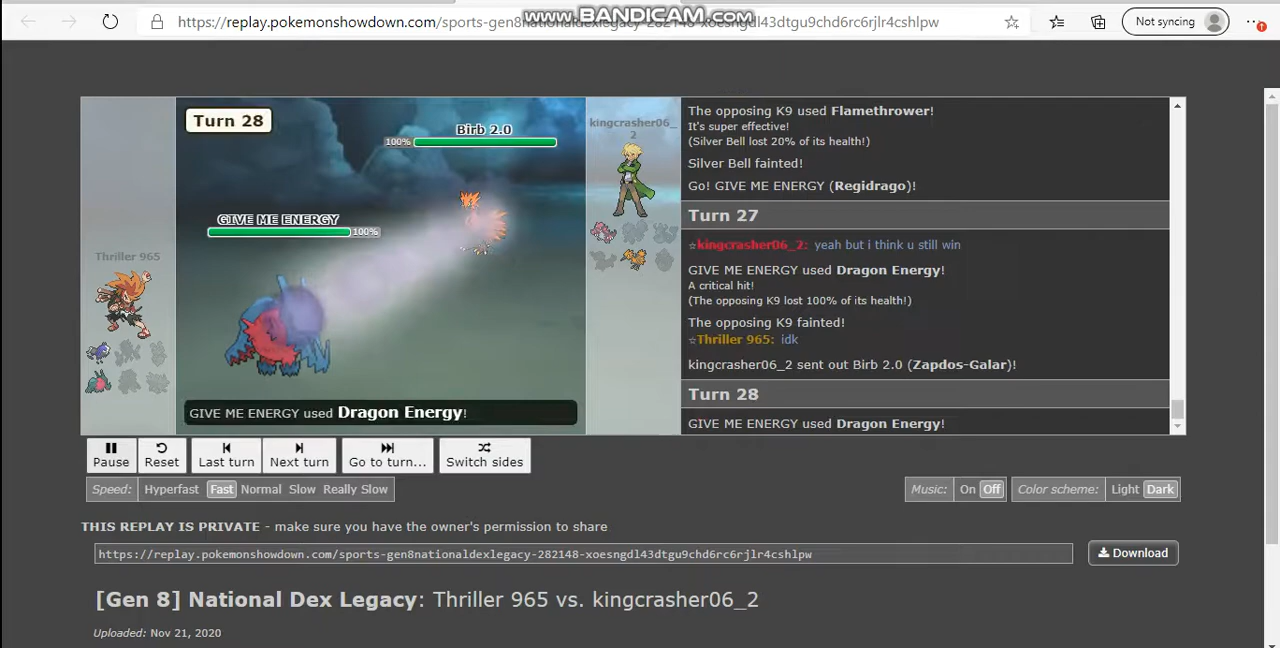 www.BANDICAM.com
https://replay.pokemonshowdown.com/sports-gen8nationaldexlegacy-282148-xoesngdl43dtgu9chd6rc6rjlr4cshlpw
Not syncing
Turn 28
Birb 2.0
100%
GIVE ME ENERGY
100%
Thriller 965
kingcrasher06_
2
GIVE ME ENERGY used Dragon Energy!
The opposing K9 used Flamethrower!
It's super effective!
(Silver Bell lost 20% of its health!)
Silver Bell fainted!
Go! GIVE ME ENERGY (Regidrago)!
Turn 27
☆kingcrasher06_2: yeah but i think u still win
GIVE ME ENERGY used Dragon Energy!
A critical hit!
(The opposing K9 lost 100% of its health!)
The opposing K9 fainted!
☆Thriller 965: idk
kingcrasher06_2 sent out Birb 2.0 (Zapdos-Galar)!
Turn 28
GIVE ME ENERGY used Dragon Energy!
Pause
Reset
Last turn
Next turn
Go to turn...
Switch sides
Speed: Hyperfast Fast Normal Slow Really Slow
Music: On Off
Color scheme: Light Dark
THIS REPLAY IS PRIVATE - make sure you have the owner's permission to share
https://replay.pokemonshowdown.com/sports-gen8nationaldexlegacy-282148-xoesngdl43dtgu9chd6rc6rjlr4cshlpw
Download
[Gen 8] National Dex Legacy: Thriller 965 vs. kingcrasher06_2
Uploaded: Nov 21, 2020